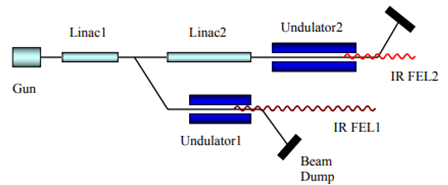 Undulator2
Linac1
Linac2
Gun
IR FEL2
IR FEL1
Undulator1
Beam
Dump